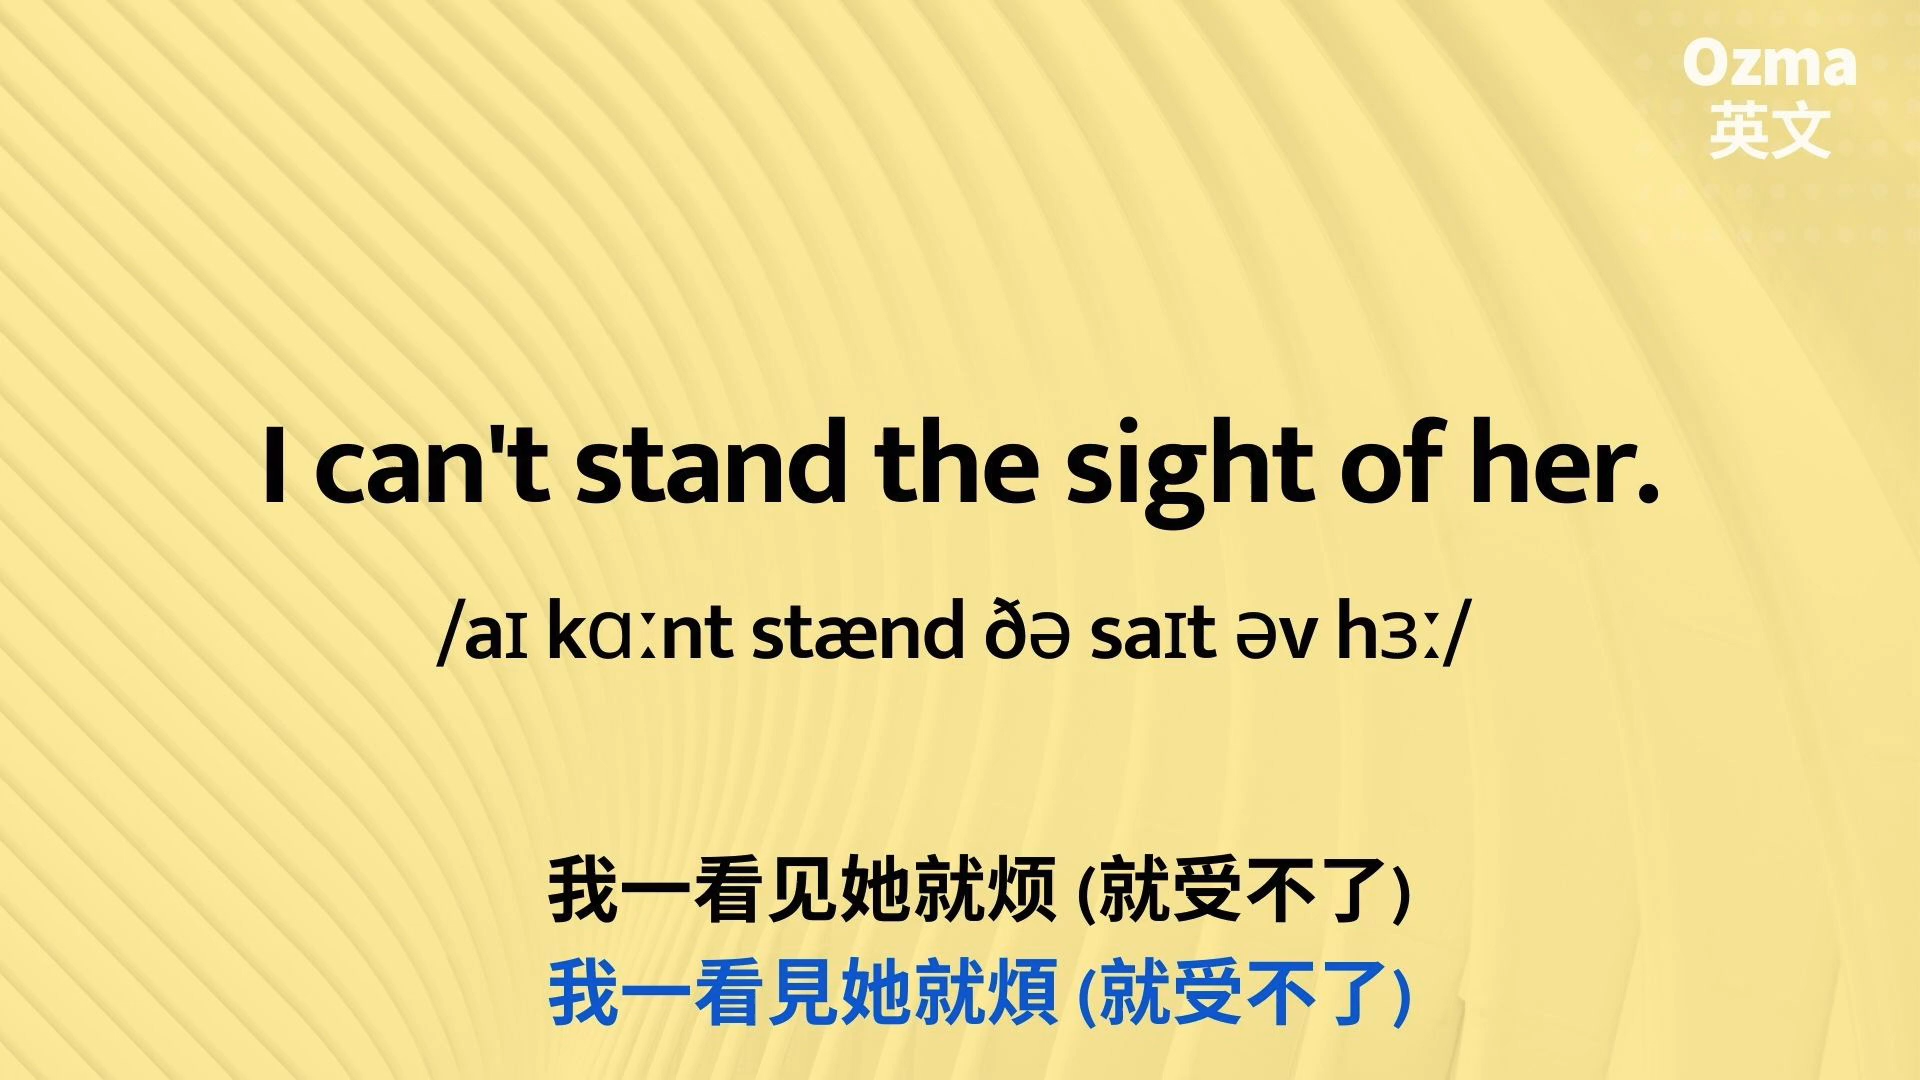 Ozma
英文
I can't stand the sight of her.
/aɪ kɑːnt stænd ðə saɪt əv hɜː/
我一看见她就烦 (就受不了)
我一看見她就煩 (就受不了)